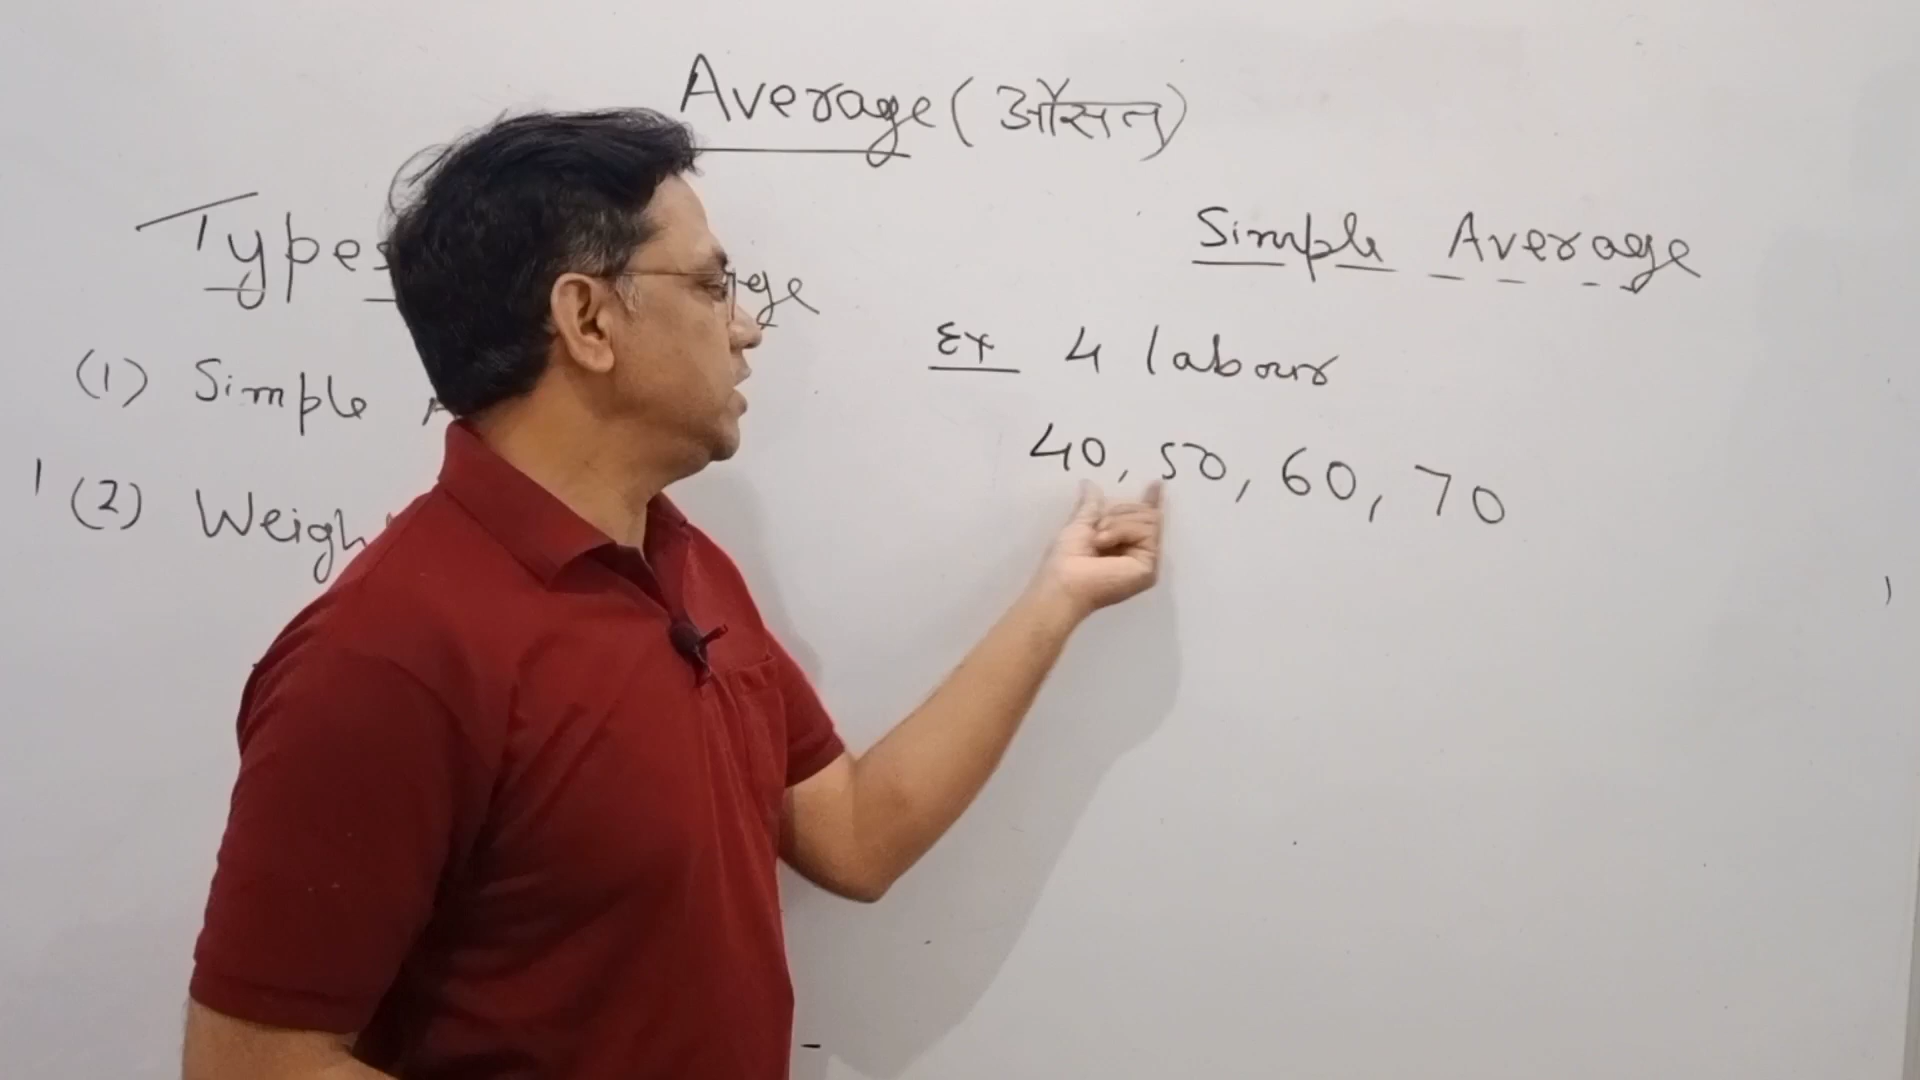 Average (औसत)
Types
(1) Simple
(2) Weigh
Simple Average
Ex 4 labour
40, 50, 60, 70